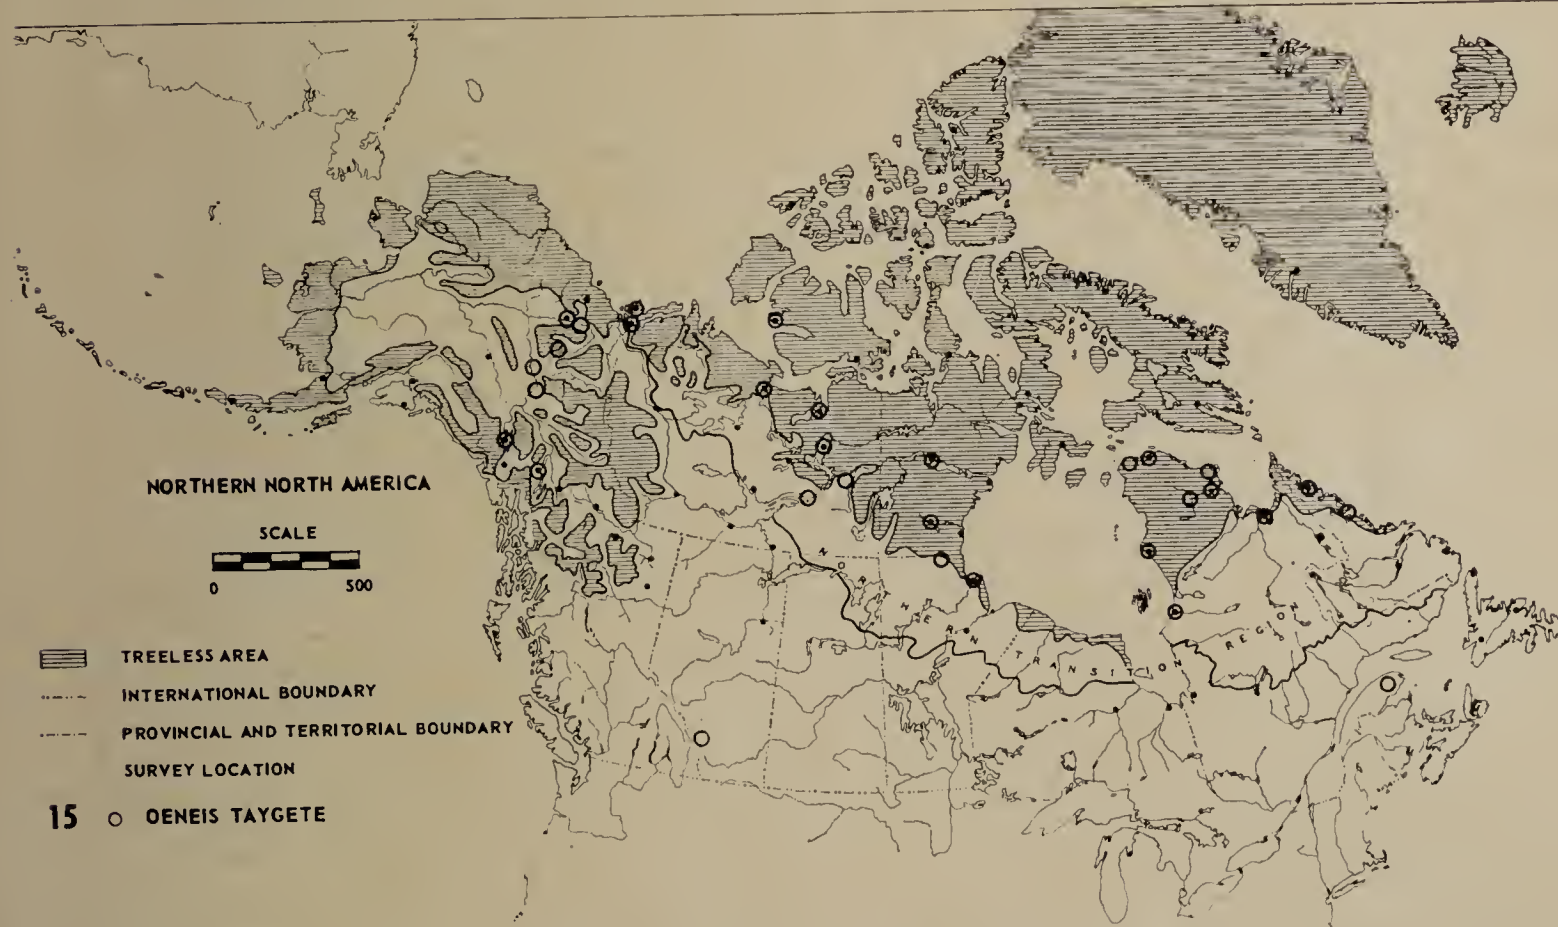 NORTHERN NORTH AMERICA
SCALE
0 500
TREELESS AREA
INTERNATIONAL BOUNDARY
PROVINCIAL AND TERRITORIAL BOUNDARY
SURVEY LOCATION
15 OENEIS TAYGETE
NORTHERN TRANSITION REGION